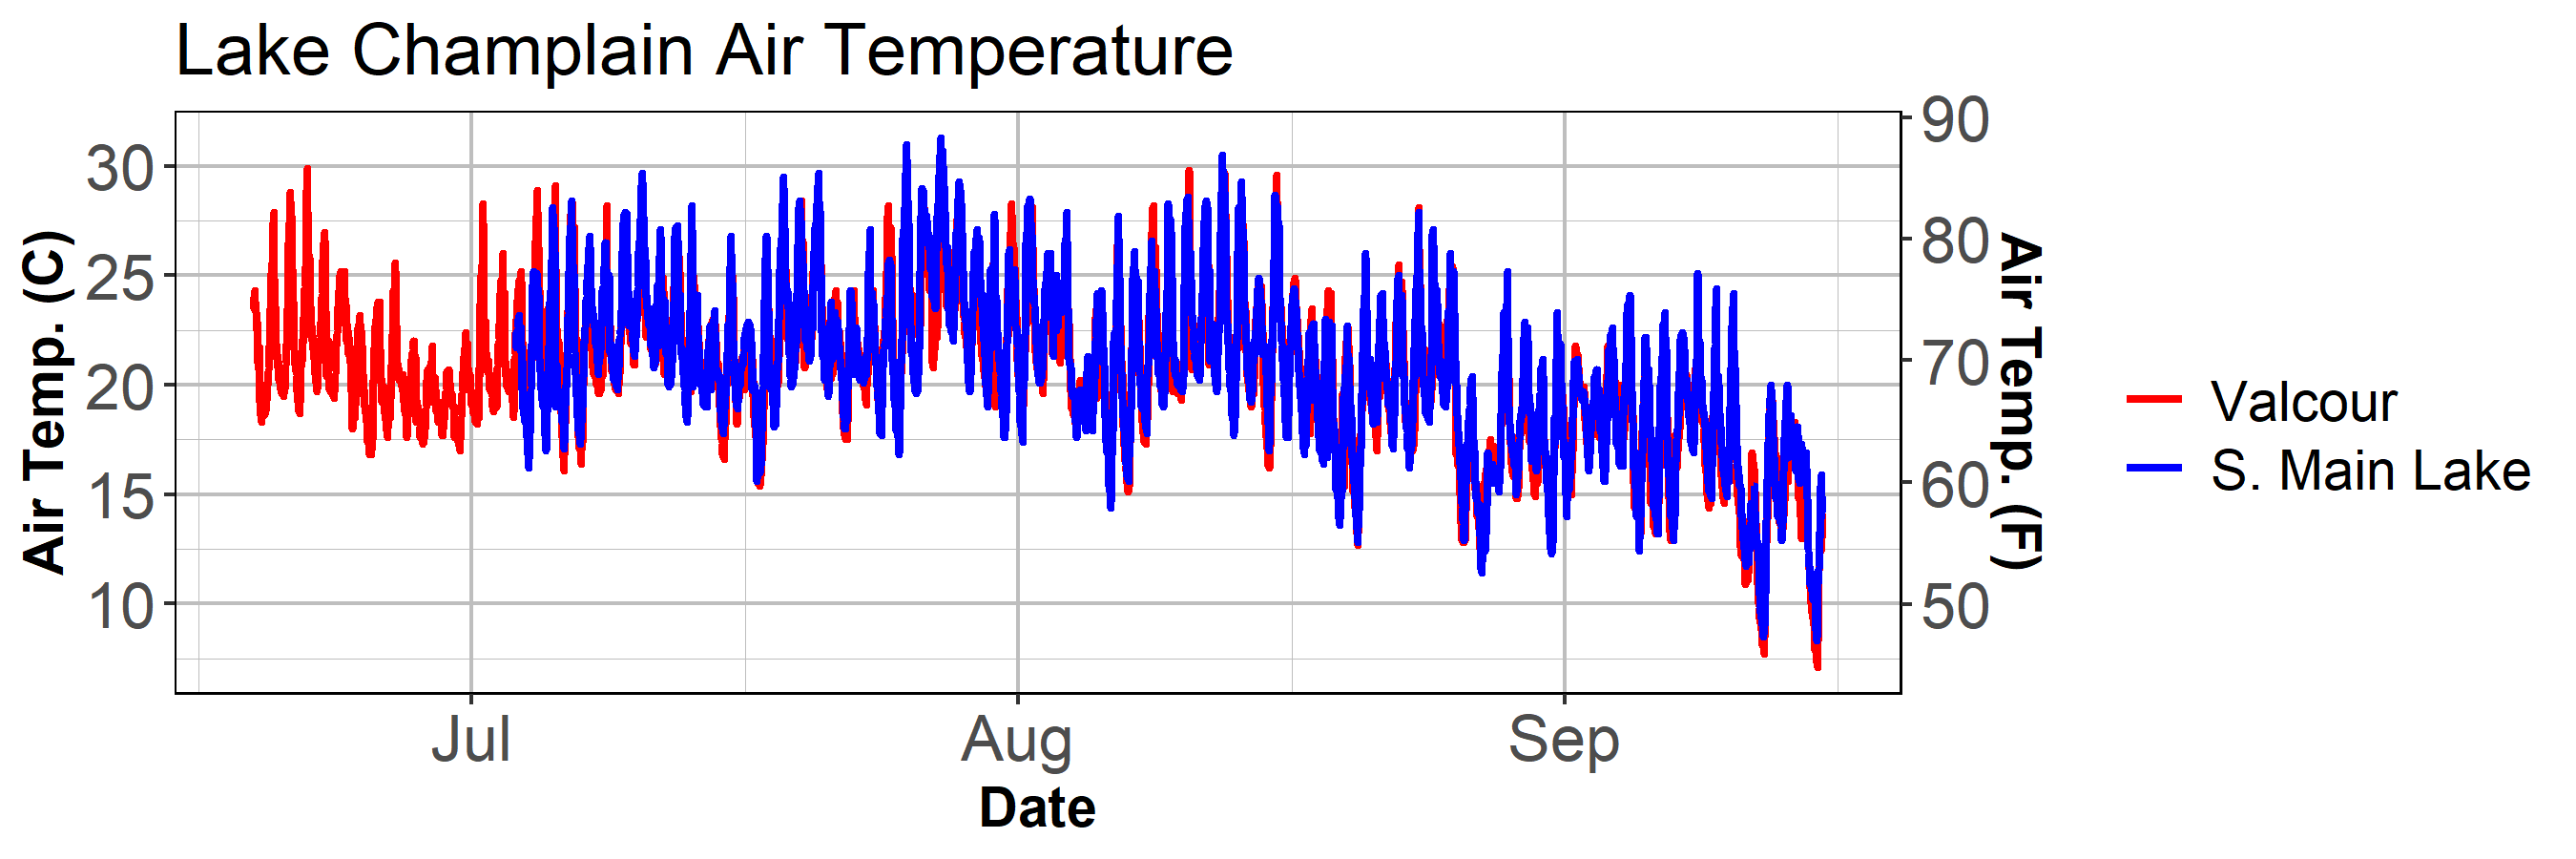 Lake Champlain Air Temperature
Air Temp. (C)
30
25
20
15
10
90
80
70
60
50
Air Temp. (F)
Jul
Aug
Sep
Date
Valcour
S. Main Lake